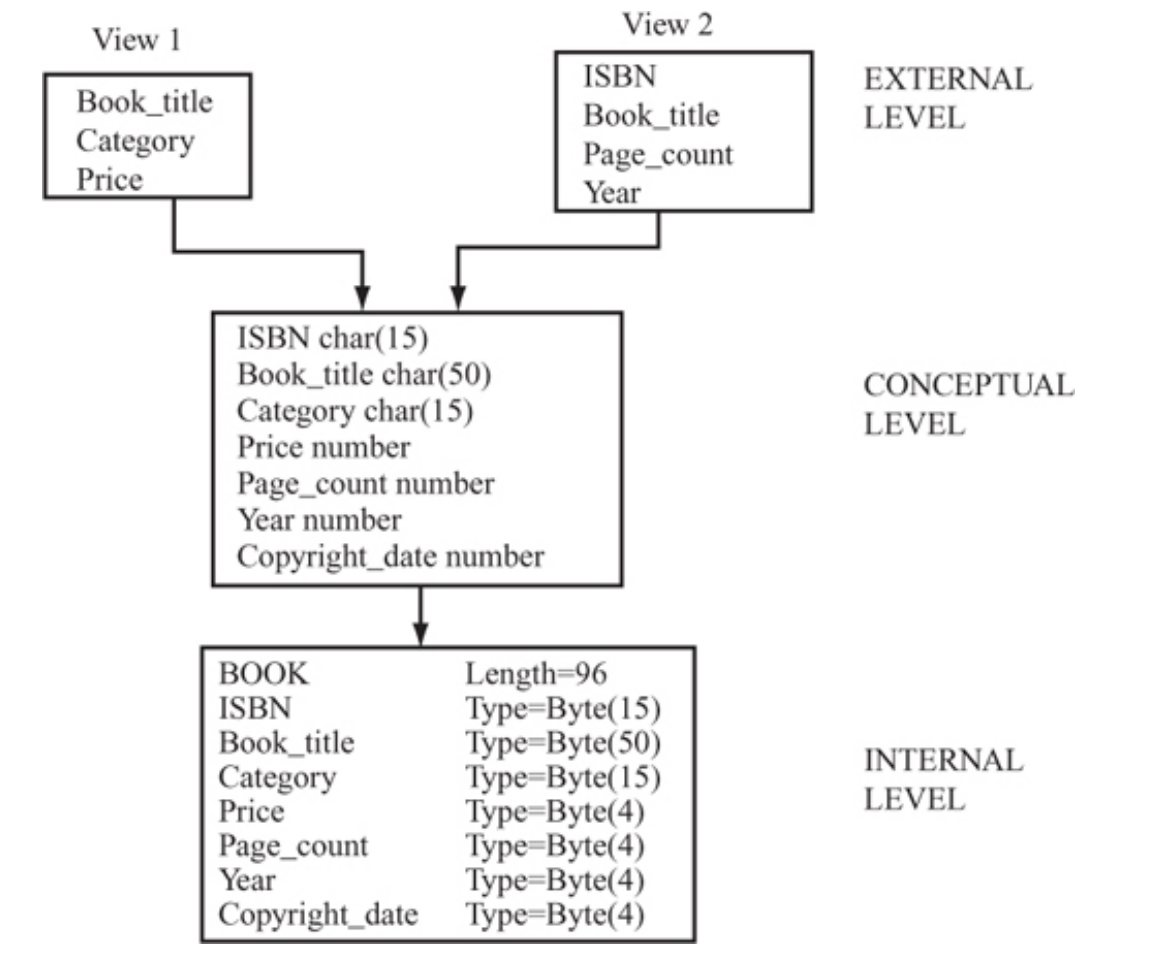 View 1
Book_title
Category
Price
View 2
ISBN
Book_title
Page_count
Year
EXTERNAL
LEVEL
ISBN char(15)
Book_title char(50)
Category char(15)
Price number
Page_count number
Year number
Copyright_date number
CONCEPTUAL
LEVEL
BOOK Length=96
ISBN Type=Byte(15)
Book_title Type=Byte(50)
Category Type=Byte(15)
Price Type=Byte(4)
Page_count Type=Byte(4)
Year Type=Byte(4)
Copyright_date Type=Byte(4)
INTERNAL
LEVEL